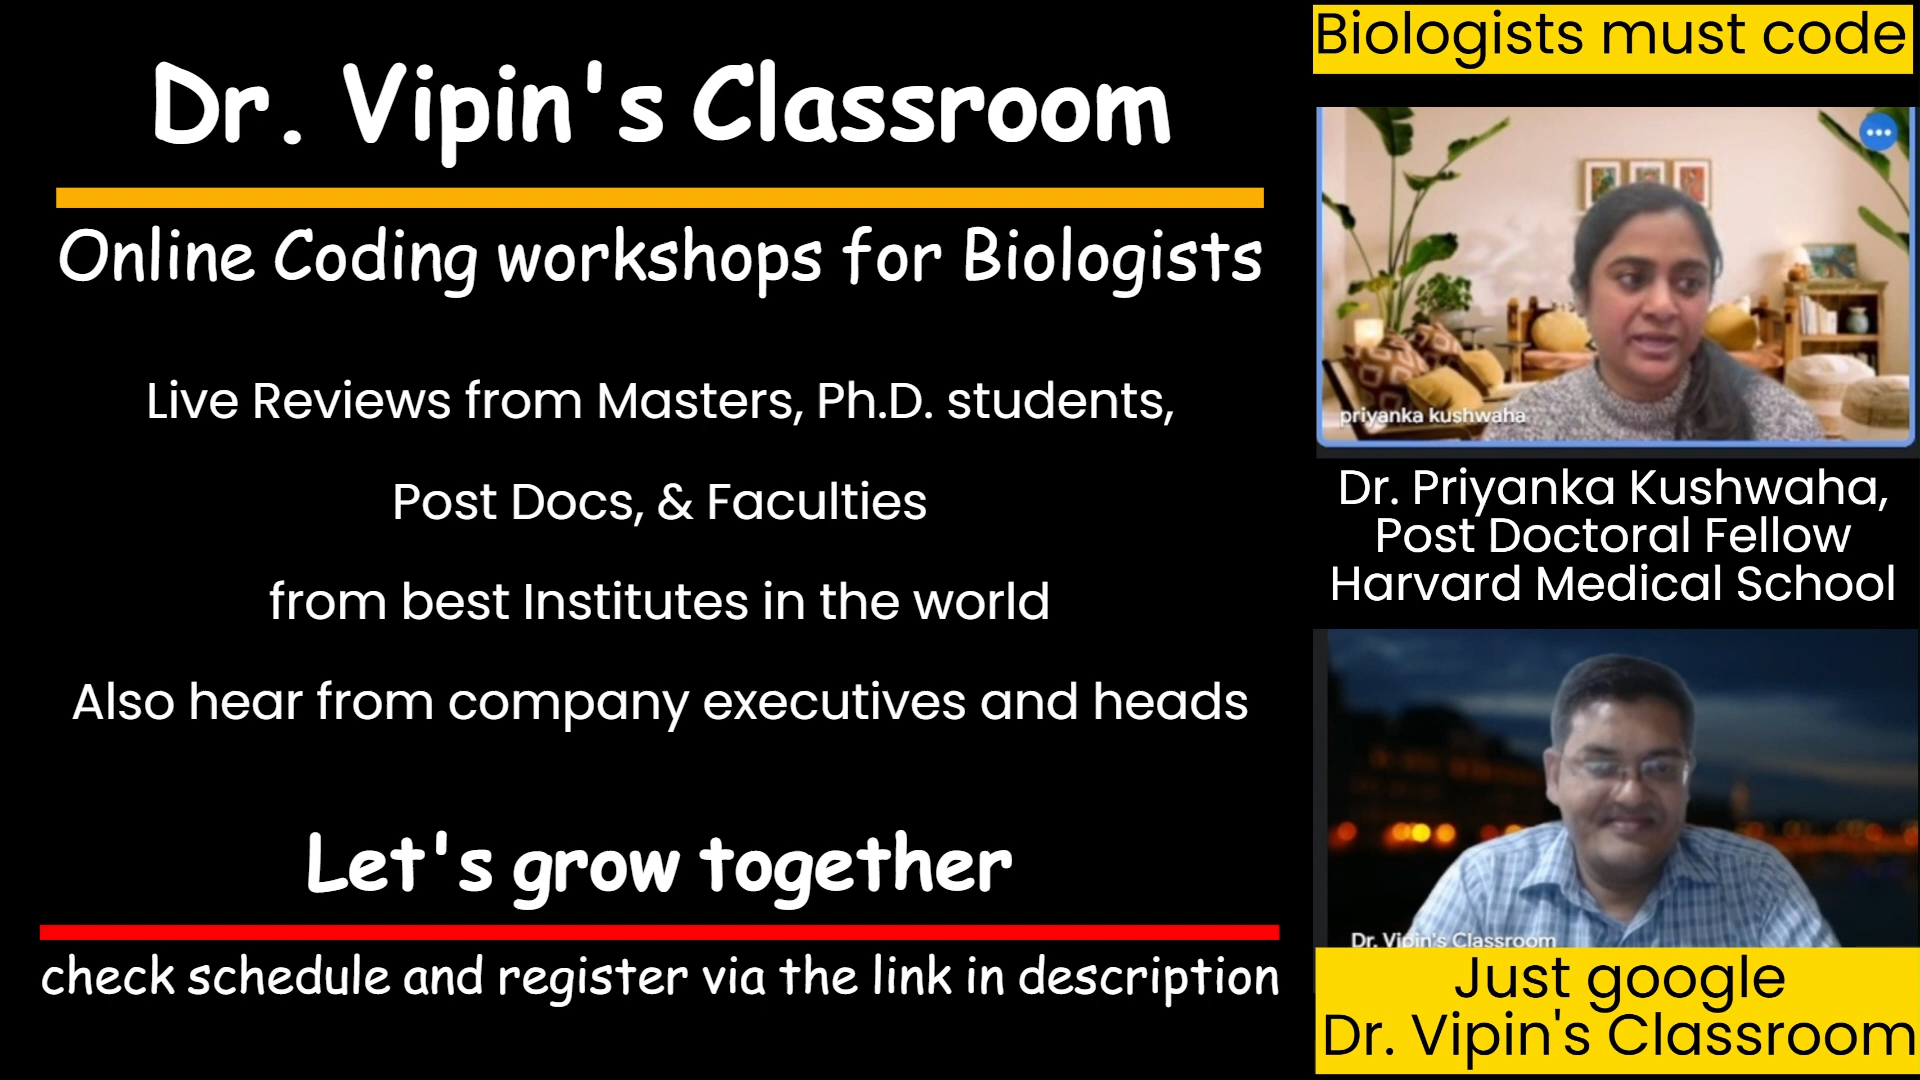 Dr. Vipin's Classroom
Online Coding workshops for Biologists
Live Reviews from Masters, Ph.D. students,
Post Docs, & Faculties
from best Institutes in the world
Also hear from company executives and heads
Let's grow together
check schedule and register via the link in description
Biologists must code
priyanka kushwaha
Dr. Priyanka Kushwaha,
Post Doctoral Fellow
Harvard Medical School
Dr. Vipin's Classroom
Just google
Dr. Vipin's Classroom